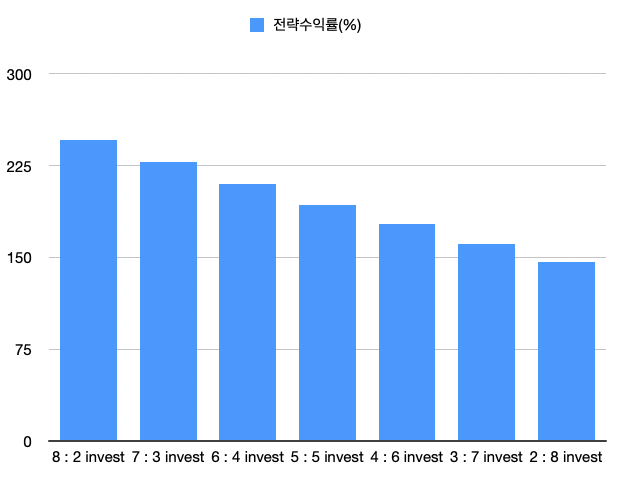 전략수익률(%)
300
225
150
75
0
8 : 2 invest 7 : 3 invest 6 : 4 invest 5 : 5 invest 4 : 6 invest 3 : 7 invest 2 : 8 invest